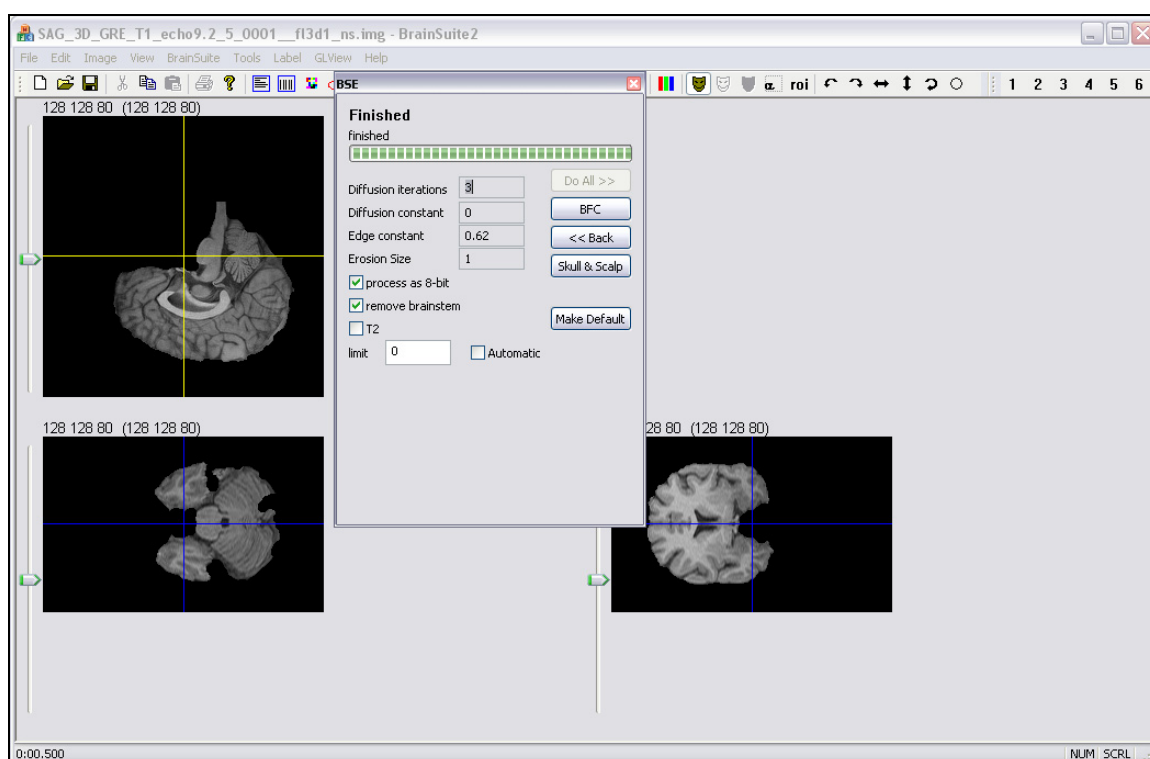 SAG_3D_GRE_T1_echo9.2_5_0001__fl3d1_ns.img - BrainSuite2
File Edit Image View BrainSuite Tools Label GLView Help
α roi 1 2 3 4 5 6
128 128 80 (128 128 80)
BSE
Finished
finished
Diffusion iterations 3 Do All >>
Diffusion constant 0 BFC
Edge constant 0.62 << Back
Erosion Size 1 Skull & Scalp
process as 8-bit
remove brainstem Make Default
T2
limit 0 Automatic
128 128 80 (128 128 80)
28 80 (128 128 80)
0:00.500 NUM SCRL